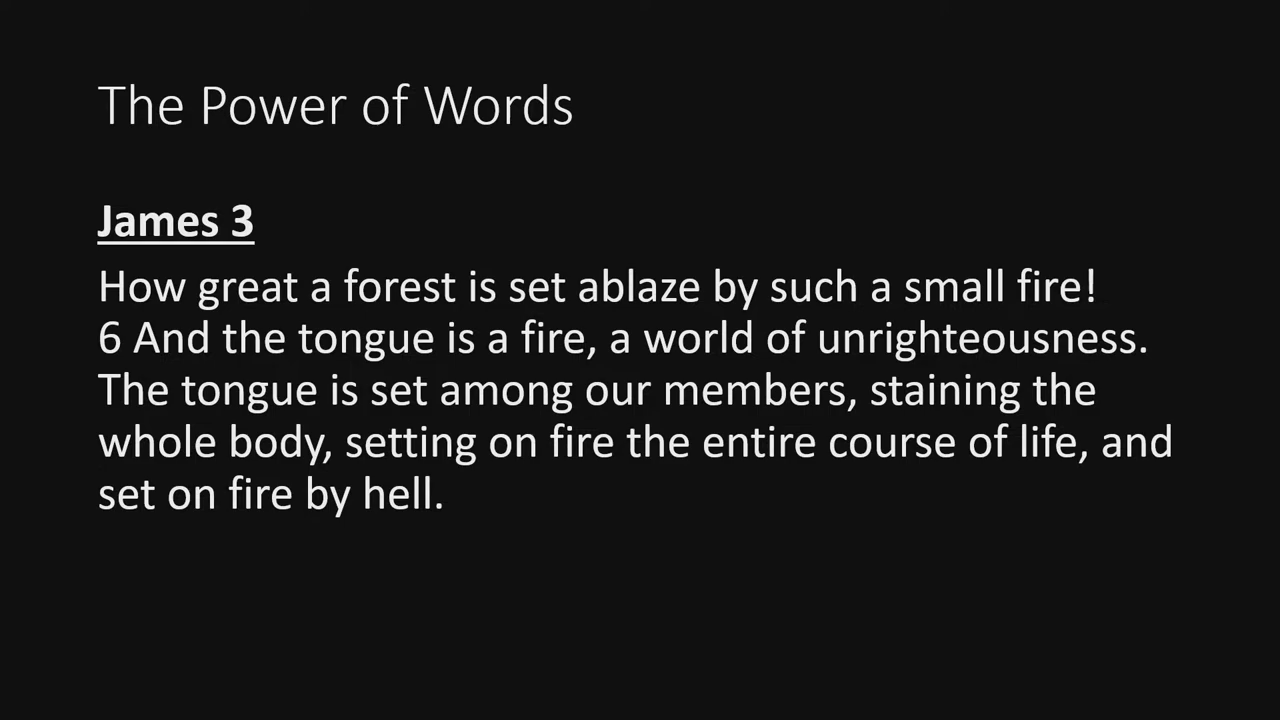 The Power of Words
James 3
How great a forest is set ablaze by such a small fire!
6 And the tongue is a fire, a world of unrighteousness.
The tongue is set among our members, staining the
whole body, setting on fire the entire course of life, and
set on fire by hell.